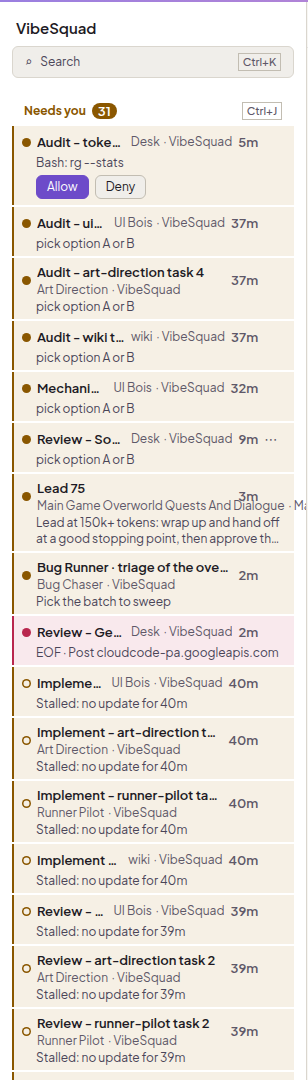 VibeSquad
Search Ctrl+K
Needs you 31 Ctrl+J
Audit – toke… Desk · VibeSquad 5m
Bash: rg --stats
Allow Deny
Audit – ui… UI Bois · VibeSquad 37m
pick option A or B
Audit – art-direction task 4
Art Direction · VibeSquad 37m
pick option A or B
Audit – wiki t… wiki · VibeSquad 37m
pick option A or B
Mechani… UI Bois · VibeSquad 32m
pick option A or B
Review – So… Desk · VibeSquad 9m ···
pick option A or B
Lead 75
3m
Main Game Overworld Quests And Dialogue · Ma
Lead at 150k+ tokens: wrap up and hand off
at a good stopping point, then approve th…
Bug Runner · triage of the ove… 2m
Bug Chaser · VibeSquad
Pick the batch to sweep
Review – Ge… Desk · VibeSquad 2m
EOF · Post cloudcode-pa.googleapis.com
Impleme… UI Bois · VibeSquad 40m
Stalled: no update for 40m
Implement – art-direction t… 40m
Art Direction · VibeSquad
Stalled: no update for 40m
Implement – runner-pilot ta… 40m
Runner Pilot · VibeSquad
Stalled: no update for 40m
Implement … wiki · VibeSquad 40m
Stalled: no update for 40m
Review – … UI Bois · VibeSquad 39m
Stalled: no update for 39m
Review – art-direction task 2 39m
Art Direction · VibeSquad
Stalled: no update for 39m
Review – runner-pilot task 2 39m
Runner Pilot · VibeSquad
Stalled: no update for 39m